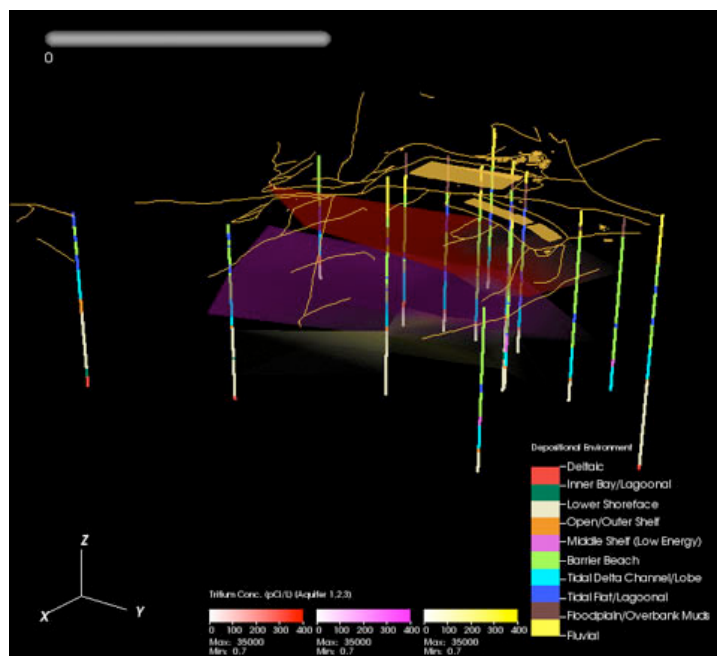 0
Depositional Environment
Deltaic
Inner Bay/Lagoonal
Lower Shoreface
Open/Outer Shelf
Middle Shelf (Low Energy)
Barrier Beach
Tidal Delta Channel/Lobe
Tidal Flat/Lagoonal
Floodplain/Overbank Muds
Fluvial
Z
X Y
Tritium Conc. (pCi/L) (Aquifer 1,2,3)
0 100 200 300 400 0 100 200 300 400 0 100 200 300 400
Max: 35000 Max: 35000 Max: 35000
Min: 0.7 Min: 0.7 Min: 0.7